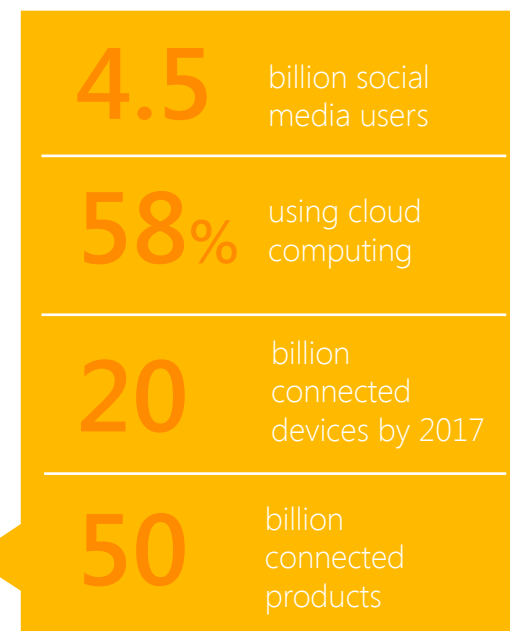 4.5
billion social
media users
58%
using cloud
computing
20
billion
connected
devices by 2017
50
billion
connected
products